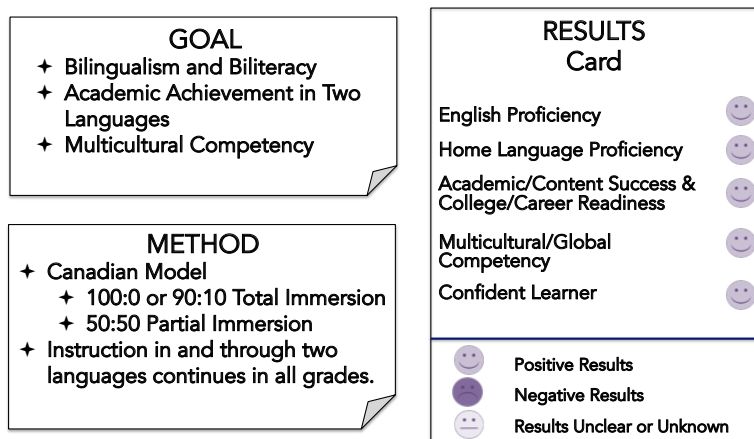 GOAL
✦ Bilingualism and Biliteracy
✦ Academic Achievement in Two
Languages
✦ Multicultural Competency
METHOD
✦ Canadian Model
✦ 100:0 or 90:10 Total Immersion
✦ 50:50 Partial Immersion
✦ Instruction in and through two
languages continues in all grades.
RESULTS
Card
English Proficiency
Home Language Proficiency
Academic/Content Success &
College/Career Readiness
Multicultural/Global
Competency
Confident Learner
Positive Results
Negative Results
Results Unclear or Unknown